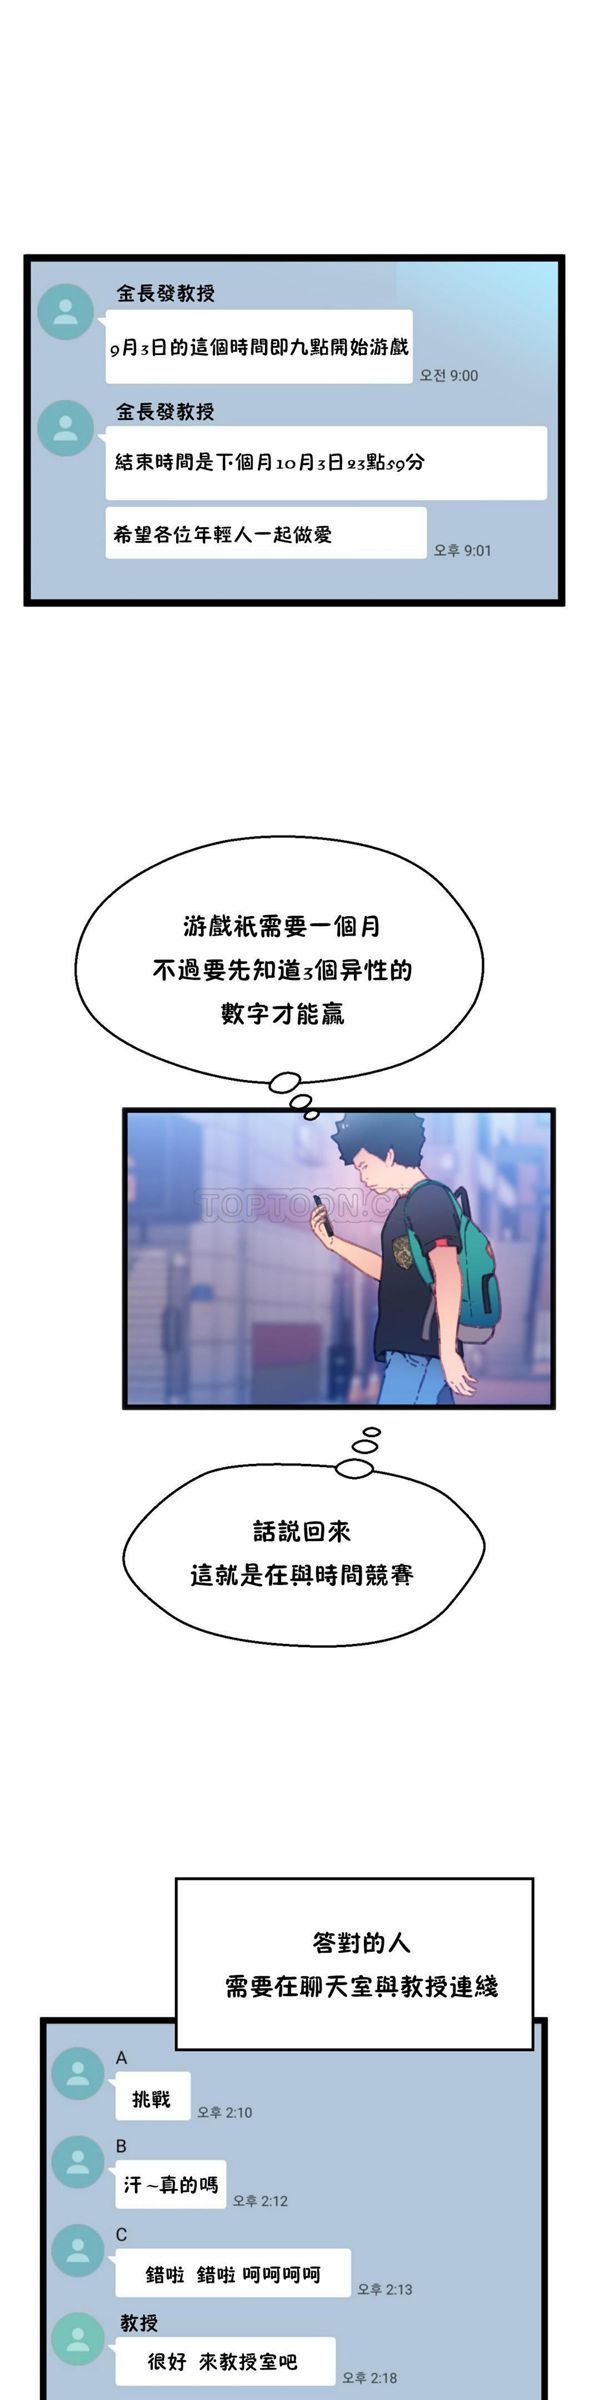 金長發教授
9月3日的這個時間即九點開始游戲
오전 9:00
金長發教授
結束時間是下個月10月3日23點59分
希望各位年輕人一起做愛
오후 9:01
游戲衹需要一個月
不過要先知道3個异性的
數字才能贏
TOPTOON.C
話説回來
這就是在與時間競賽
答對的人
需要在聊天室與教授連綫
A
挑戰
오후 2:10
B
汗~真的嗎
오후 2:12
C
錯啦 錯啦 呵呵呵呵
오후 2:13
教授
很好 來教授室吧
오후 2:18